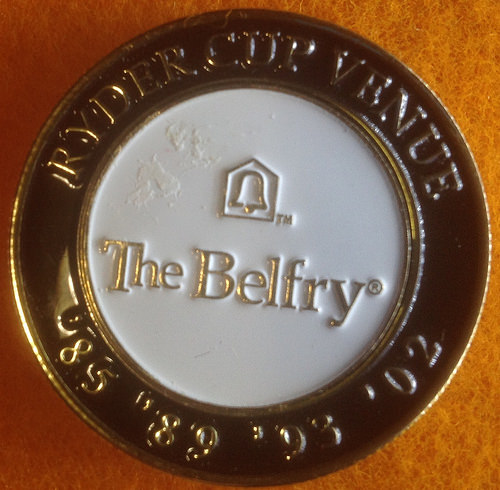 RYDER CUP VENUE
TM
The Belfry®
'85 '89 '93 '02